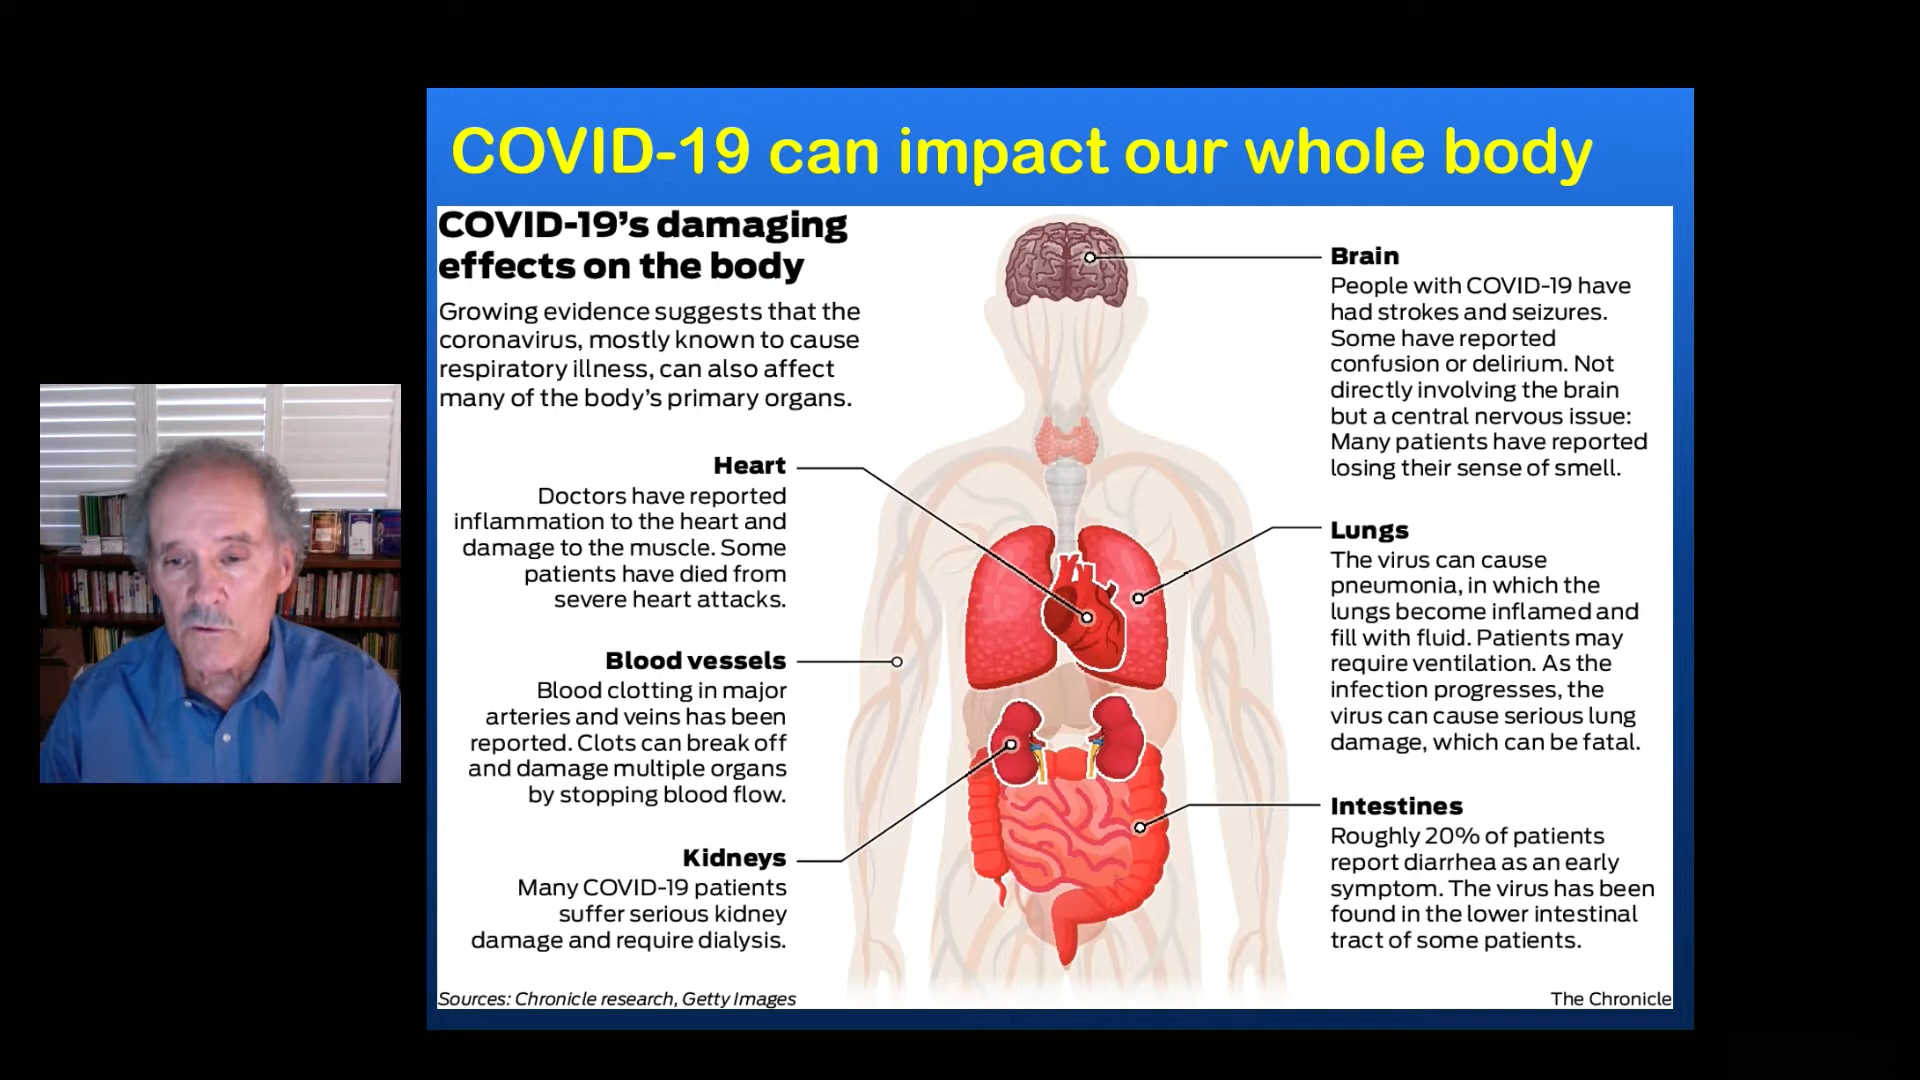 COVID-19 can impact our whole body
COVID-19’s damaging
effects on the body
Growing evidence suggests that the
coronavirus, mostly known to cause
respiratory illness, can also affect
many of the body’s primary organs.
Heart
Doctors have reported
inflammation to the heart and
damage to the muscle. Some
patients have died from
severe heart attacks.
Blood vessels
Blood clotting in major
arteries and veins has been
reported. Clots can break off
and damage multiple organs
by stopping blood flow.
Kidneys
Many COVID-19 patients
suffer serious kidney
damage and require dialysis.
Brain
People with COVID-19 have
had strokes and seizures.
Some have reported
confusion or delirium. Not
directly involving the brain
but a central nervous issue:
Many patients have reported
losing their sense of smell.
Lungs
The virus can cause
pneumonia, in which the
lungs become inflamed and
fill with fluid. Patients may
require ventilation. As the
infection progresses, the
virus can cause serious lung
damage, which can be fatal.
Intestines
Roughly 20% of patients
report diarrhea as an early
symptom. The virus has been
found in the lower intestinal
tract of some patients.
Sources: Chronicle research, Getty Images
The Chronicle